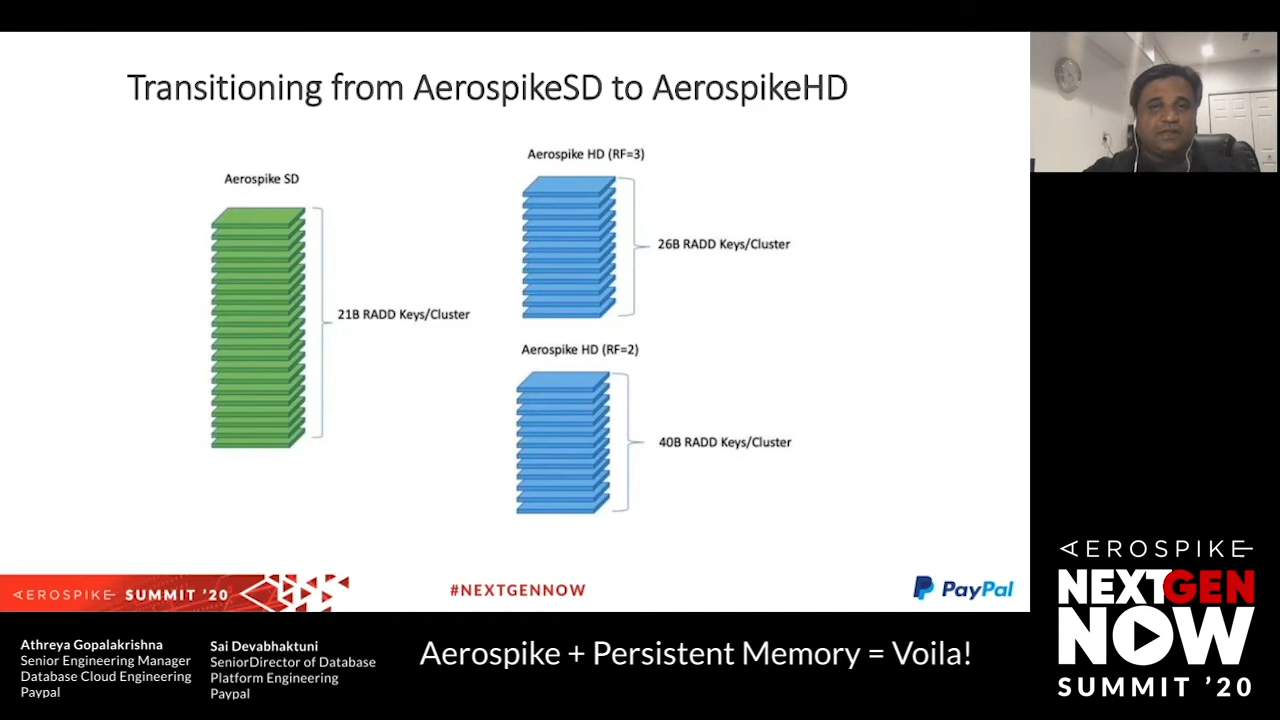 Transitioning from AerospikeSD to AerospikeHD
Aerospike SD
21B RADD Keys/Cluster
Aerospike HD (RF=3)
26B RADD Keys/Cluster
Aerospike HD (RF=2)
40B RADD Keys/Cluster
AEROSPIKE SUMMIT '20
#NEXTGENNOW
PayPal
Athreya Gopalakrishna
Senior Engineering Manager
Database Cloud Engineering
Paypal
Sai Devabhaktuni
SeniorDirector of Database
Platform Engineering
Paypal
Aerospike + Persistent Memory = Voila!
AEROSPIKE
NEXTGEN
NOW
SUMMIT '20